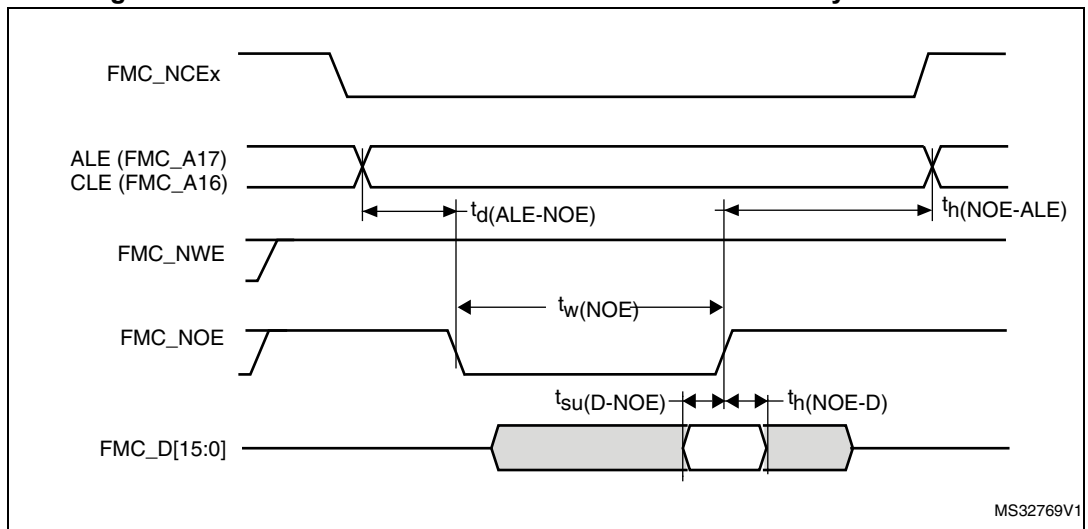 FMC_NCEx
ALE (FMC_A17)
CLE (FMC_A16)
td(ALE-NOE)
th(NOE-ALE)
FMC_NWE
tw(NOE)
FMC_NOE
tsu(D-NOE)
th(NOE-D)
FMC_D[15:0]
MS32769V1